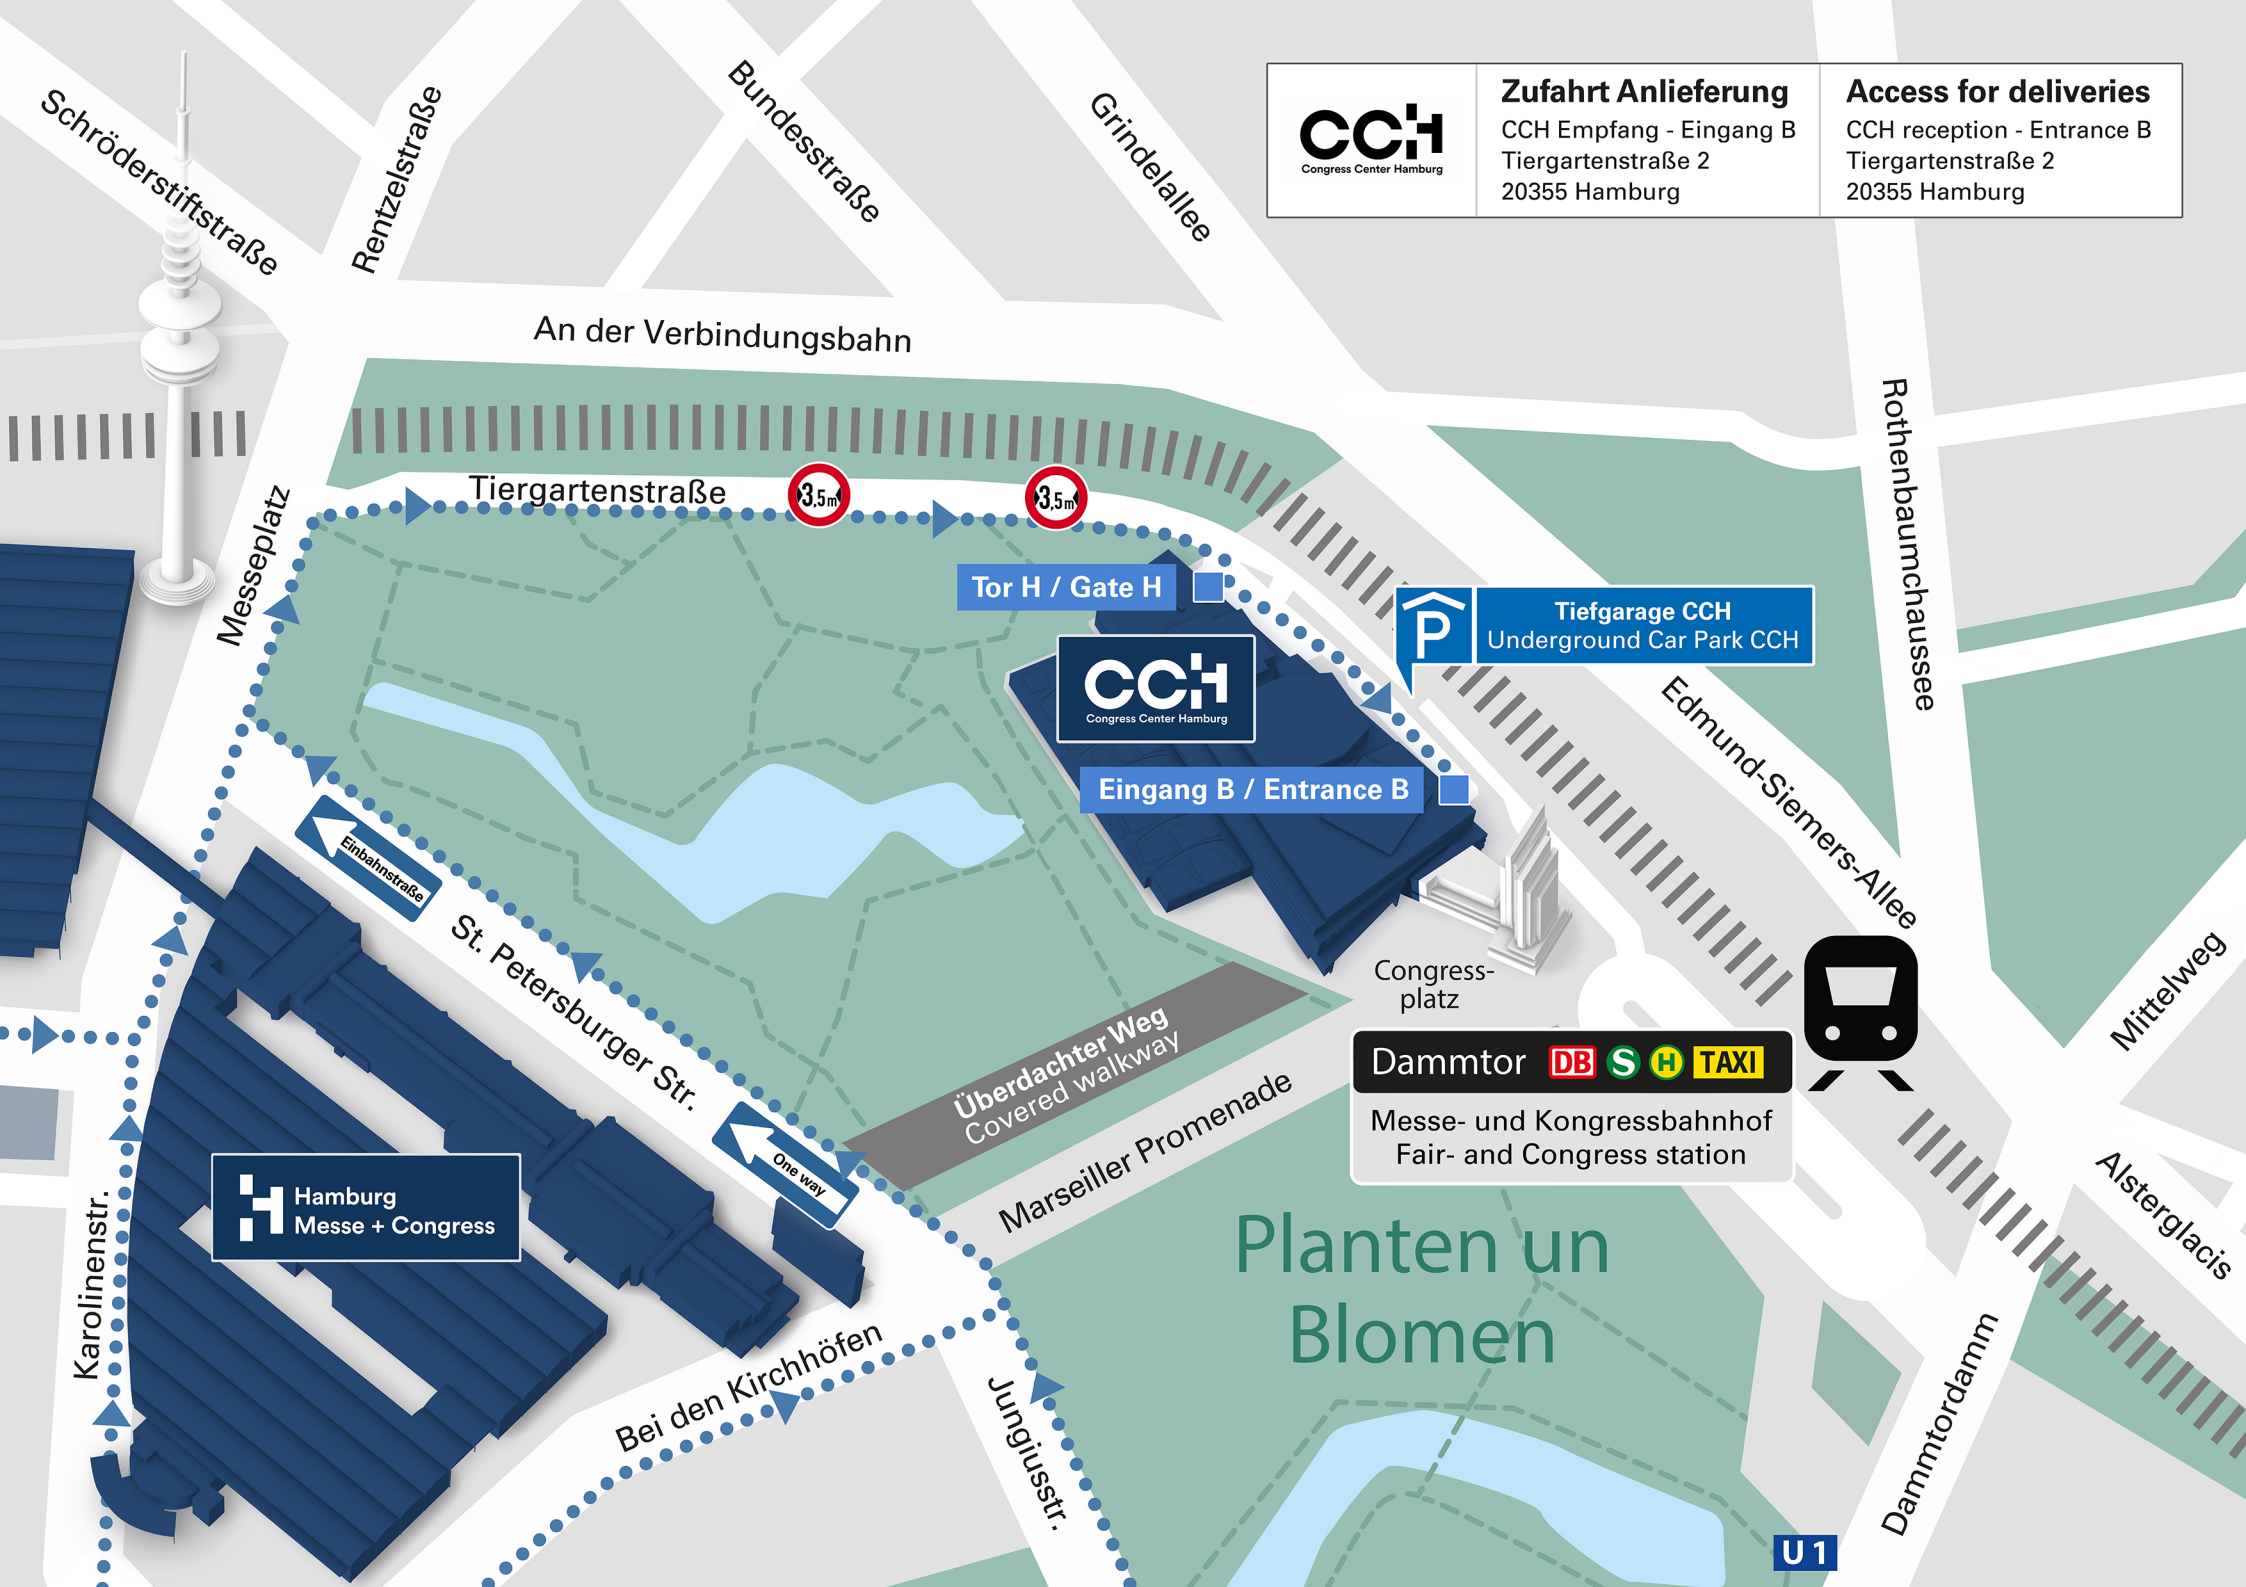 Schröderstiftstraße
Rentzelstraße
Bundesstraße
Grindelallee
CCH
Congress Center Hamburg
Zufahrt Anlieferung
CCH Empfang - Eingang B
Tiergartenstraße 2
20355 Hamburg
Access for deliveries
CCH reception - Entrance B
Tiergartenstraße 2
20355 Hamburg
An der Verbindungsbahn
Rothenbaumchaussee
Messeplatz
Tiergartenstraße
3,5m
3,5m
Tor H / Gate H
P
Tiefgarage CCH
Underground Car Park CCH
CCH
Congress Center Hamburg
Eingang B / Entrance B
Edmund-Siemers-Allee
Einbahnstraße
St. Petersburger Str.
Mittelweg
Congress-
platz
Überdachter Weg
Covered walkway
Marseiller Promenade
Dammtor DB S H TAXI
Messe- und Kongressbahnhof
Fair- and Congress station
One way
Hamburg
Messe + Congress
Karolinenstr.
Alsterglacis
Planten un
Blomen
Bei den Kirchhöfen
Jungiusstr.
Dammtordamm
U1